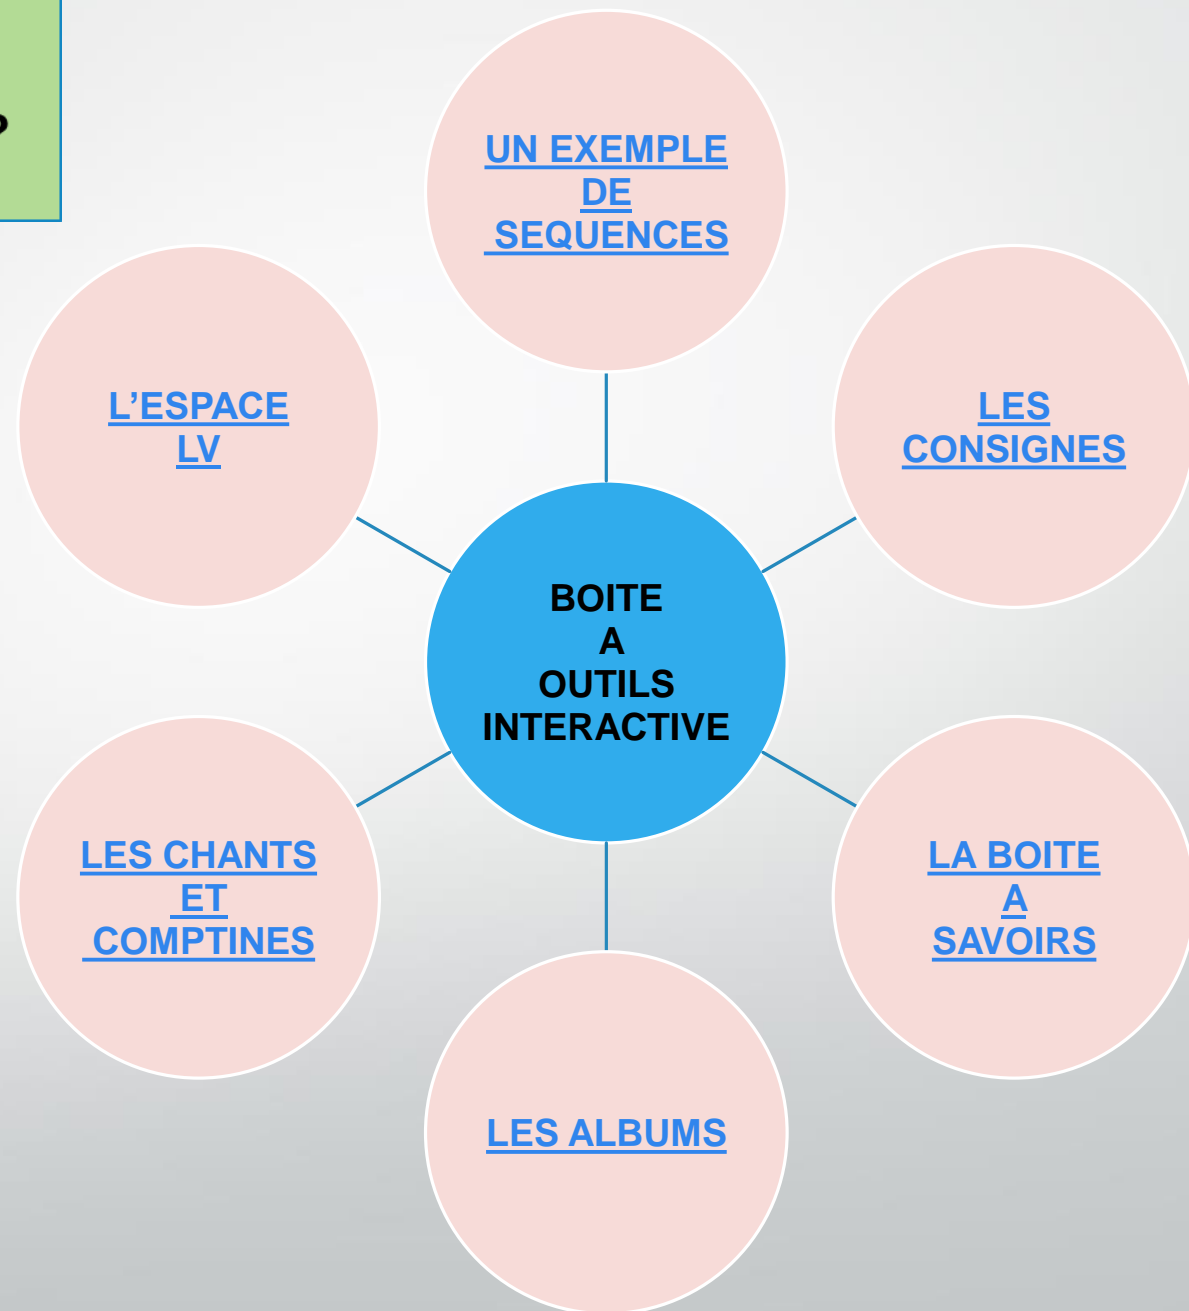 ?
UN EXEMPLE
DE
SEQUENCES
L’ESPACE
LV
LES
CONSIGNES
BOITE
A
OUTILS
INTERACTIVE
LES CHANTS
ET
COMPTINES
LA BOITE
A
SAVOIRS
LES ALBUMS